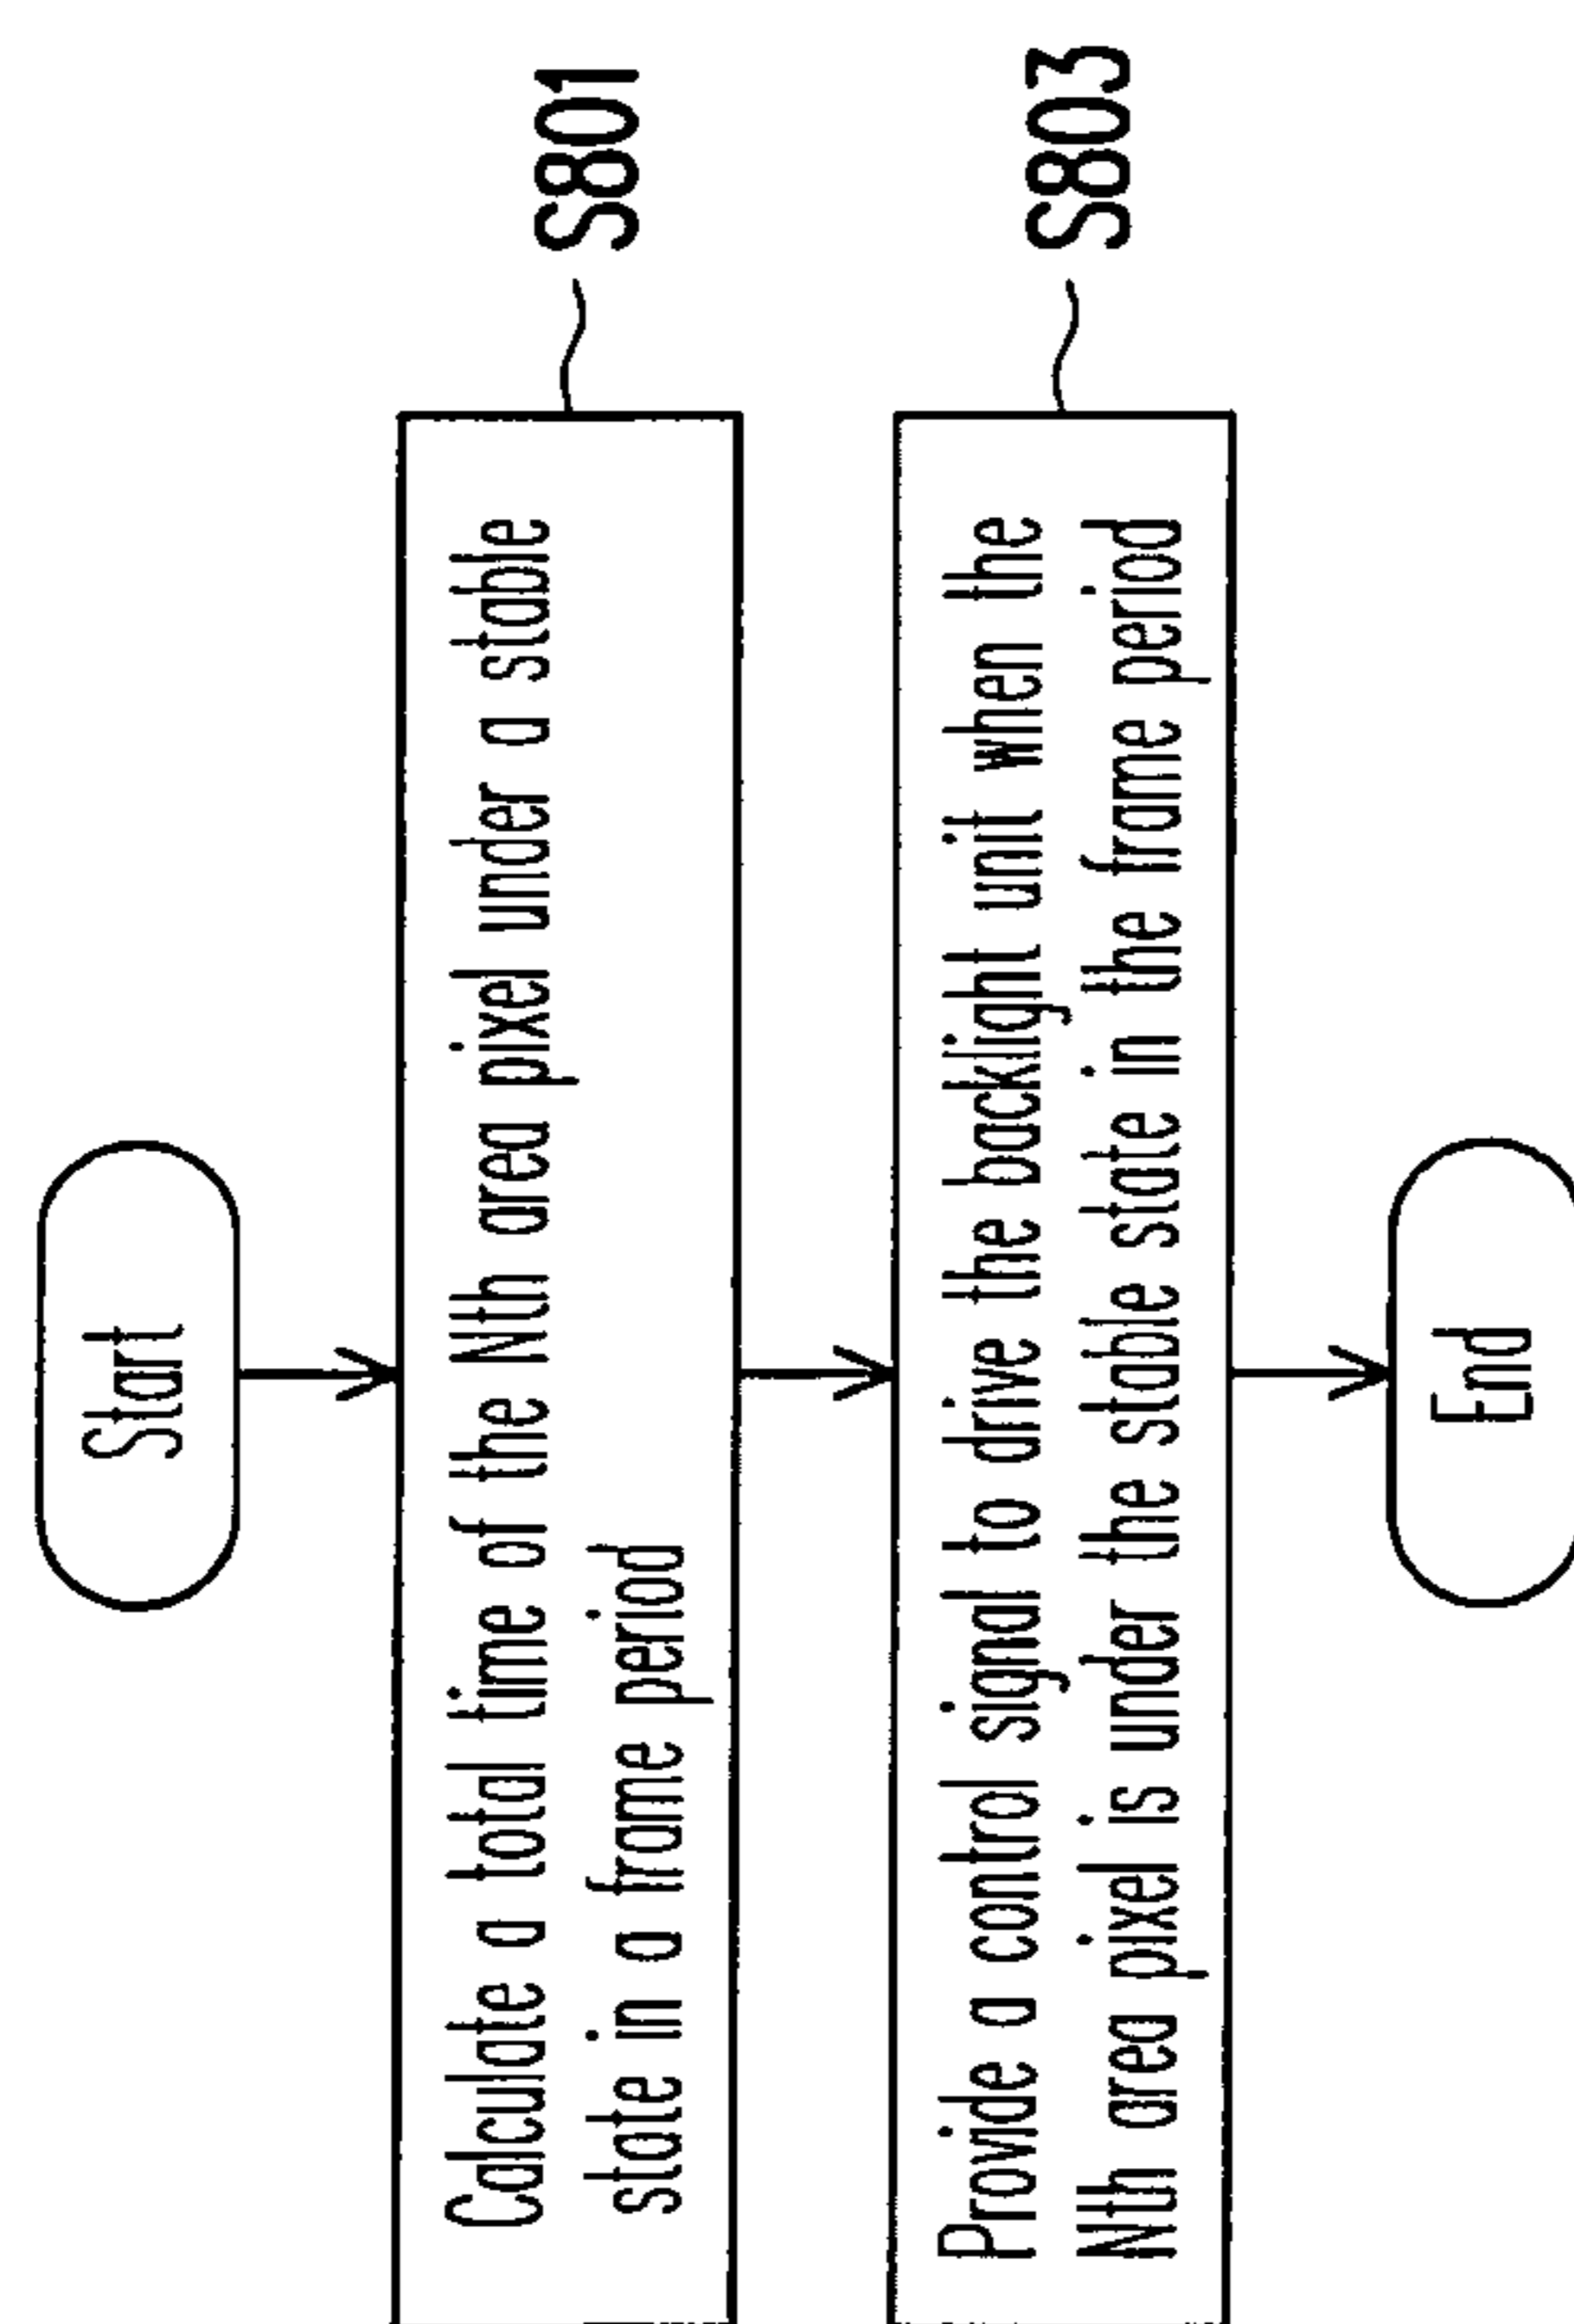 Start
Calculate a total time of the Nth area pixel under a stable
state in a frame period
S801
Provide a control signal to drive the backlight unit when the
Nth area pixel is under the stable state in the frame period
S803
End